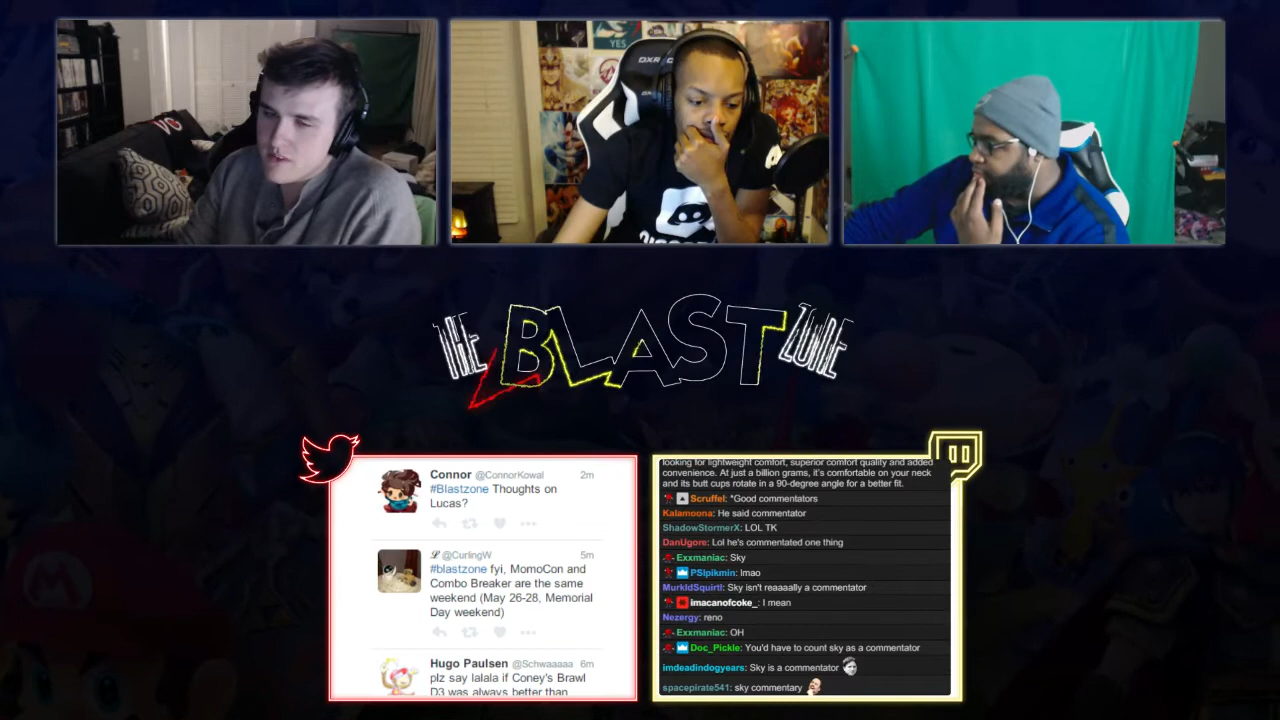 YES
DXR
DISCORD
THE BLAST ZONE
Connor @ConnorKowal 2m
#Blastzone Thoughts on
Lucas?
ℒ @CurlingW 5m
#blastzone fyi, MomoCon and
Combo Breaker are the same
weekend (May 26-28, Memorial
Day weekend)
Hugo Paulsen @Schwaaaaa 6m
plz say lalala if Coney's Brawl
D3 was always better than
looking for lightweight comfort, superior comfort quality and added
convenience. At just a billion grams, it's comfortable on your neck
and its butt cups rotate in a 90-degree angle for a better fit.
Scruffel: *Good commentators
Kalamoona: He said commentator
ShadowStormerX: LOL TK
DanUgore: Lol he's commentated one thing
Exxmaniac: Sky
PSIpikmin: lmao
MurkIdSquirtl: Sky isn't reaaaally a commentator
imacanofcoke_: I mean
Nezergy: reno
Exxmaniac: OH
Doc_Pickle: You'd have to count sky as a commentator
imdeadindogyears: Sky is a commentator
spacepirate541: sky commentary